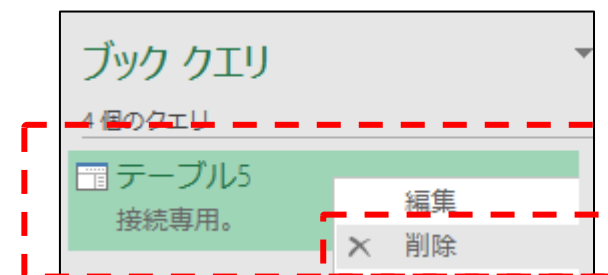 ブック クエリ
4 個のクエリ
テーブル5
接続専用。
編集
削除